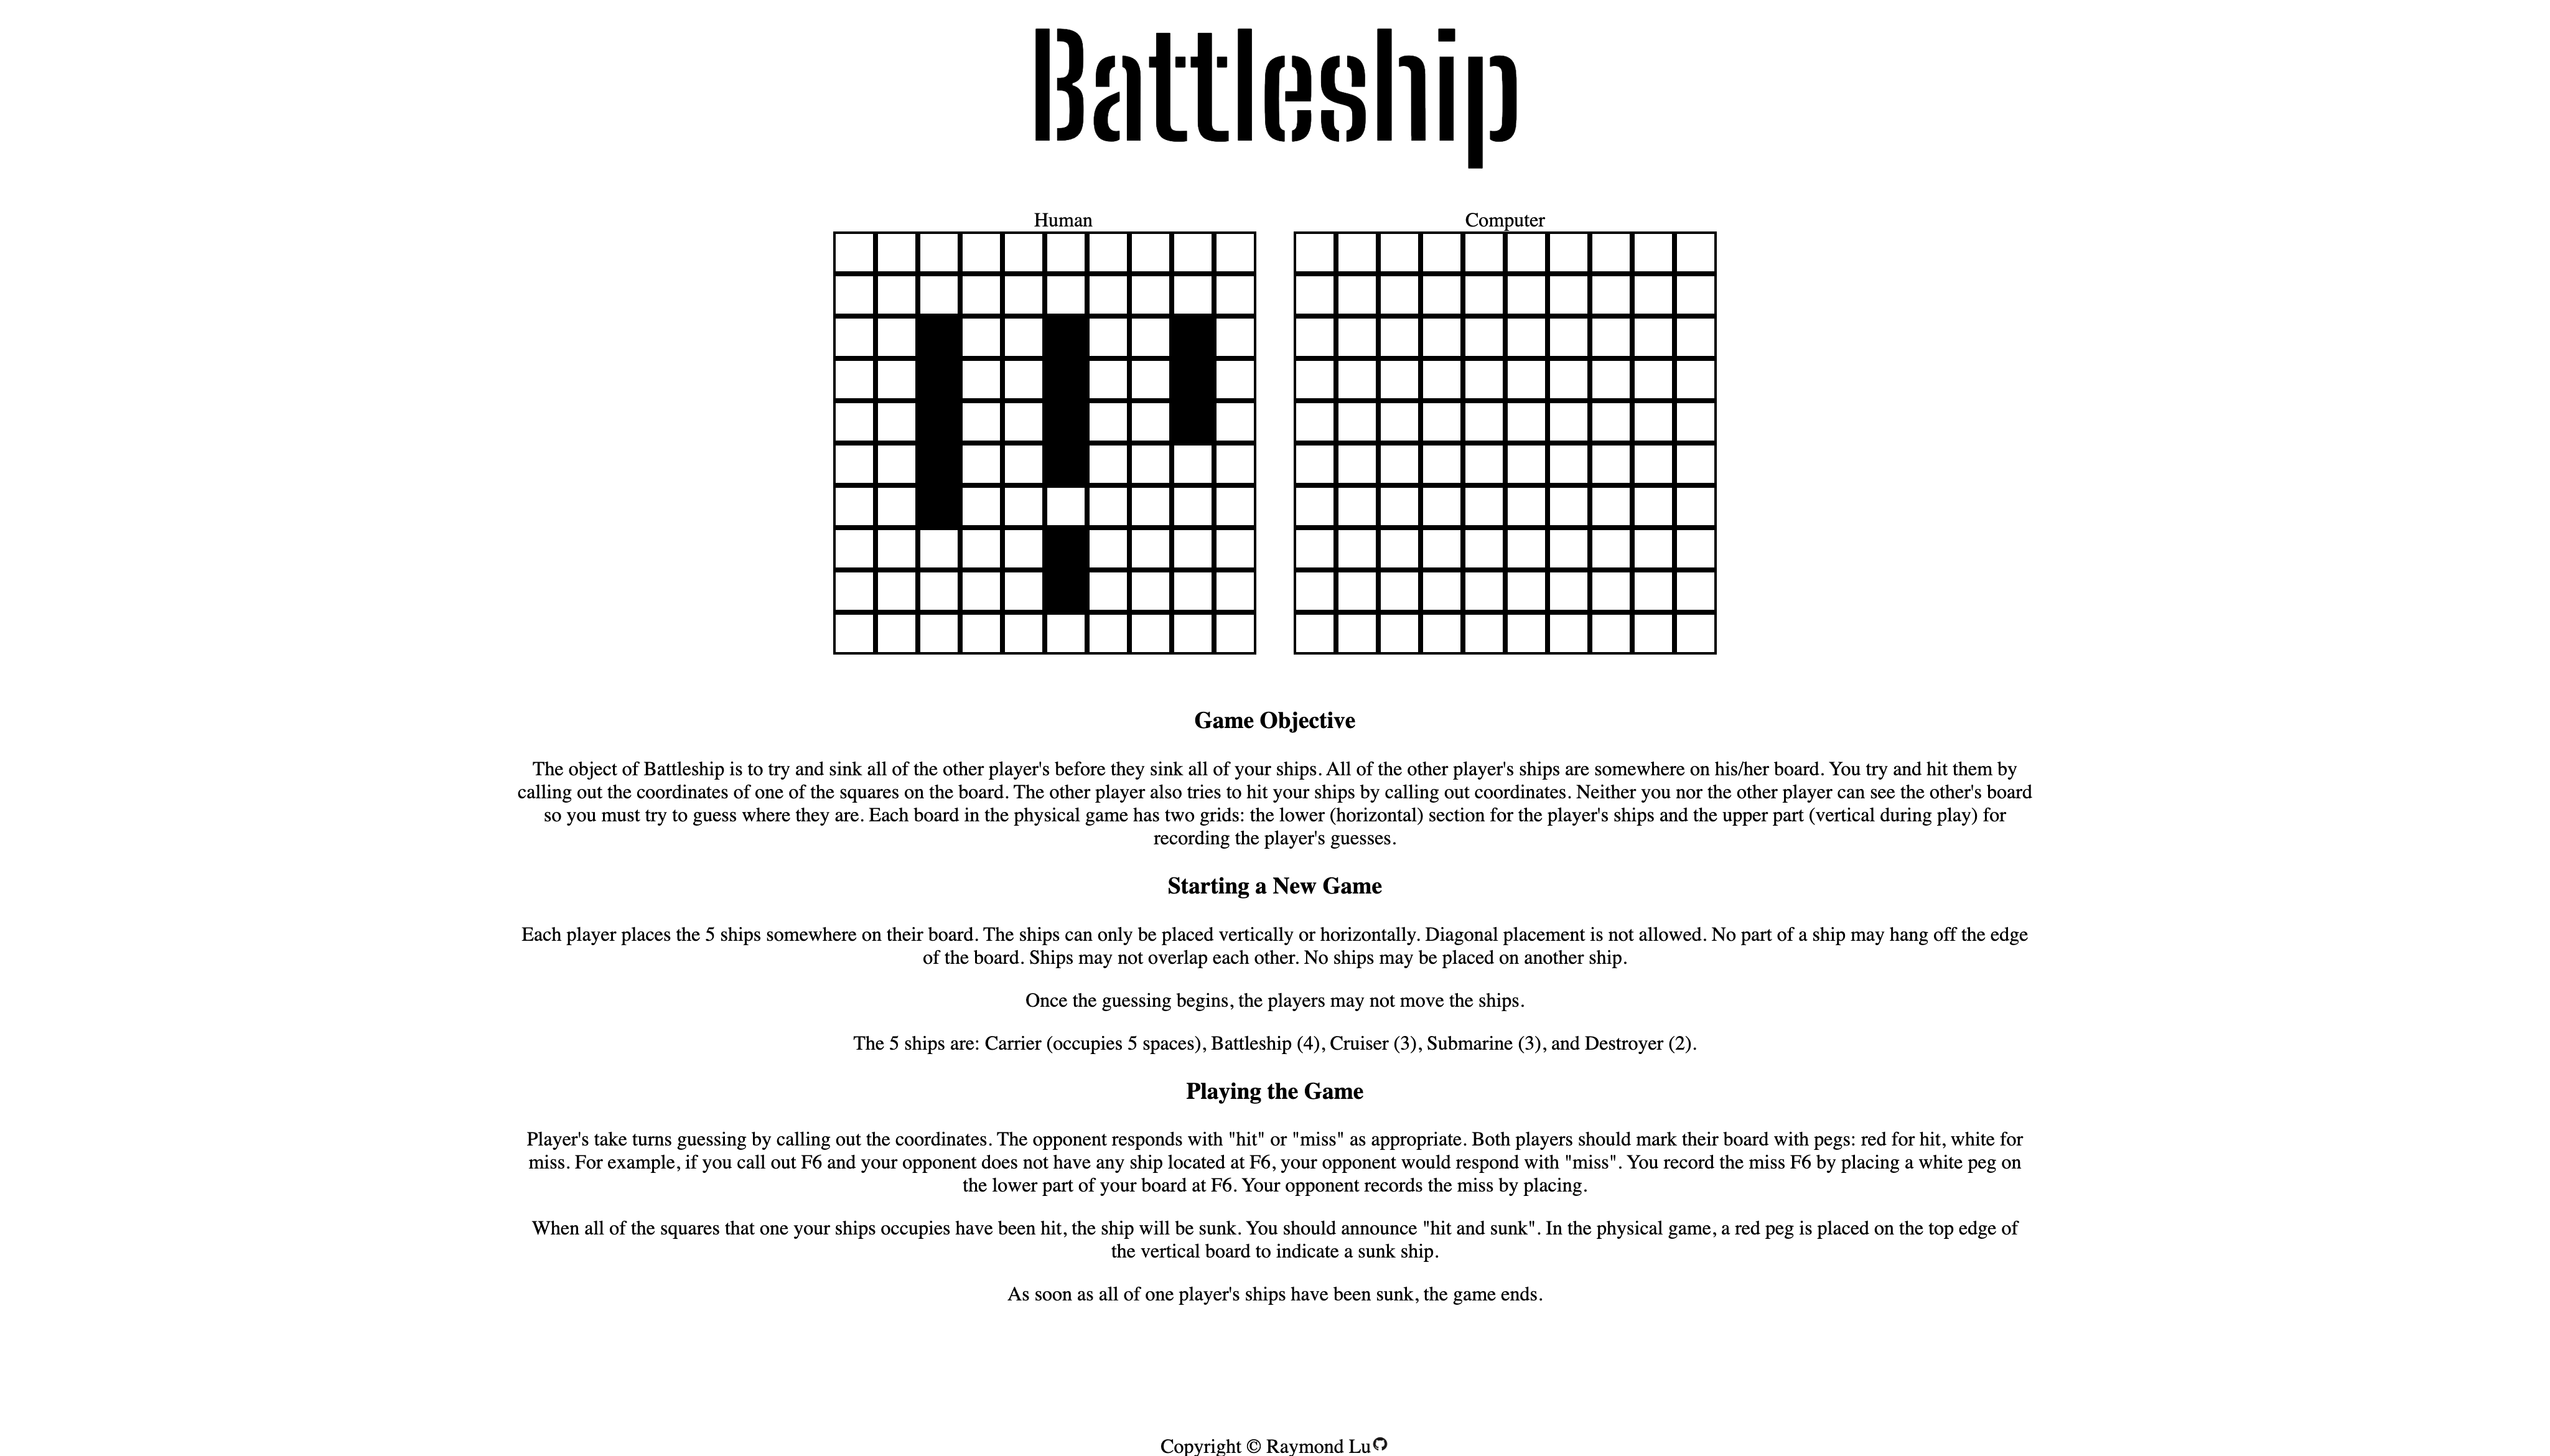 Battleship
Human
Computer
Game Objective
The object of Battleship is to try and sink all of the other player's before they sink all of your ships. All of the other player's ships are somewhere on his/her board. You try and hit them by
calling out the coordinates of one of the squares on the board. The other player also tries to hit your ships by calling out coordinates. Neither you nor the other player can see the other's board
so you must try to guess where they are. Each board in the physical game has two grids: the lower (horizontal) section for the player's ships and the upper part (vertical during play) for
recording the player's guesses.
Starting a New Game
Each player places the 5 ships somewhere on their board. The ships can only be placed vertically or horizontally. Diagonal placement is not allowed. No part of a ship may hang off the edge
of the board. Ships may not overlap each other. No ships may be placed on another ship.
Once the guessing begins, the players may not move the ships.
The 5 ships are: Carrier (occupies 5 spaces), Battleship (4), Cruiser (3), Submarine (3), and Destroyer (2).
Playing the Game
Player's take turns guessing by calling out the coordinates. The opponent responds with "hit" or "miss" as appropriate. Both players should mark their board with pegs: red for hit, white for
miss. For example, if you call out F6 and your opponent does not have any ship located at F6, your opponent would respond with "miss". You record the miss F6 by placing a white peg on
the lower part of your board at F6. Your opponent records the miss by placing.
When all of the squares that one your ships occupies have been hit, the ship will be sunk. You should announce "hit and sunk". In the physical game, a red peg is placed on the top edge of
the vertical board to indicate a sunk ship.
As soon as all of one player's ships have been sunk, the game ends.
Copyright © Raymond Lu